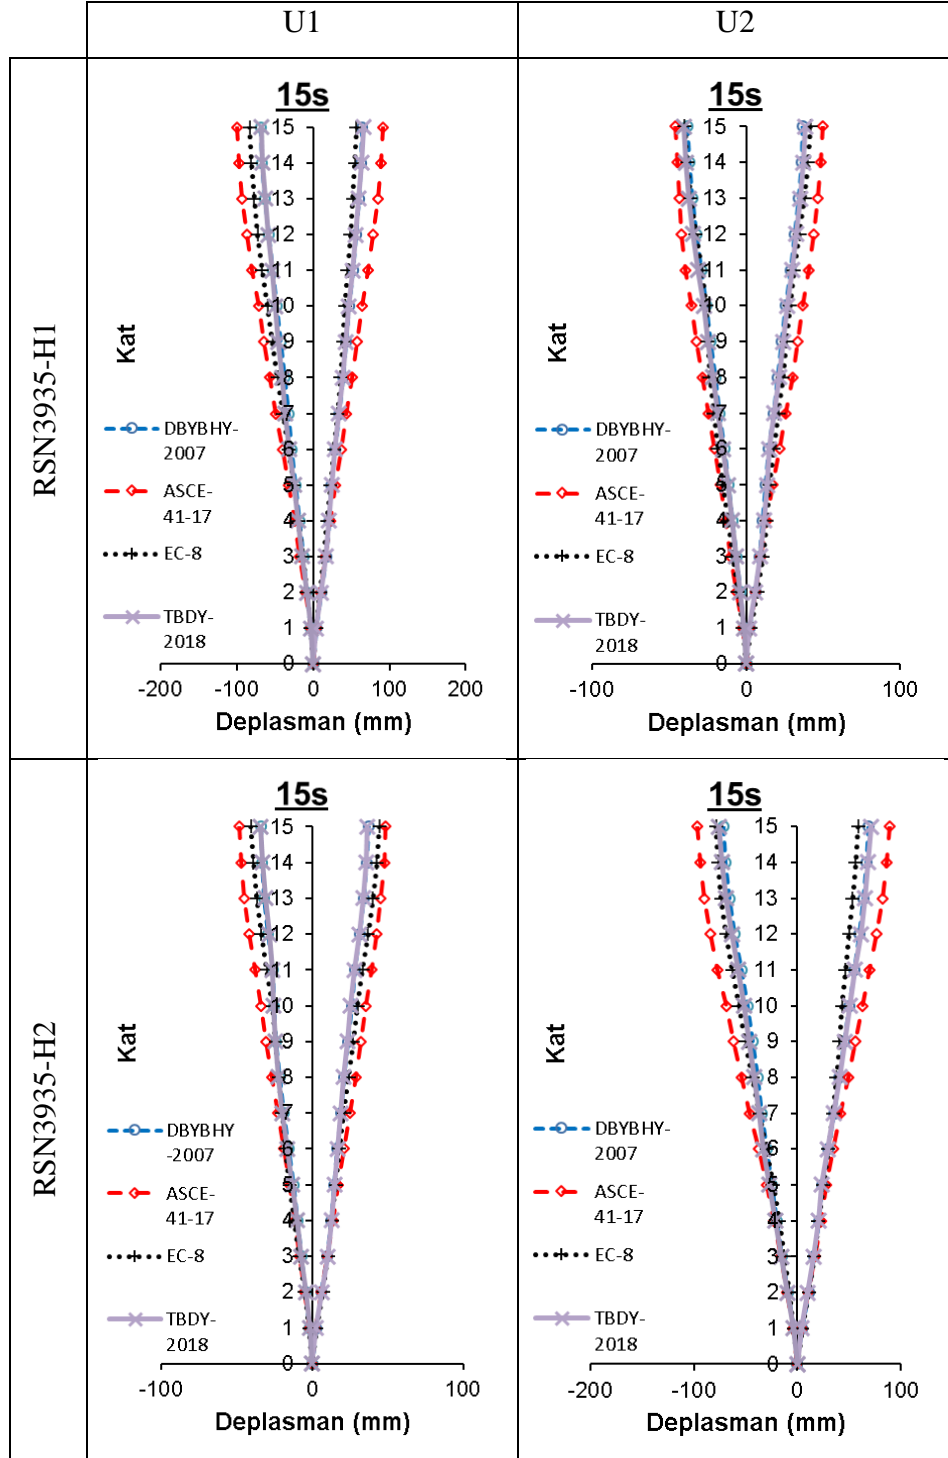 U1
U2
RSN3935-H1
15s
15
14
13
12
11
10
9
8
7
6
5
4
3
2
1
0
Kat
DBYBHY-
2007
ASCE-
41-17
EC-8
TBDY-
2018
-200
-100
0
100
200
Deplasman (mm)
15s
15
14
13
12
11
10
9
8
7
6
5
4
3
2
1
0
Kat
DBYBHY-
2007
ASCE-
41-17
EC-8
TBDY-
2018
-100
0
100
Deplasman (mm)
RSN3935-H2
15s
15
14
13
12
11
10
9
8
7
6
5
4
3
2
1
0
Kat
DBYBHY
-2007
ASCE-
41-17
EC-8
TBDY-
2018
-100
0
100
Deplasman (mm)
15s
15
14
13
12
11
10
9
8
7
6
5
4
3
2
1
0
Kat
DBYBHY-
2007
ASCE-
41-17
EC-8
TBDY-
2018
-200
-100
0
100
Deplasman (mm)